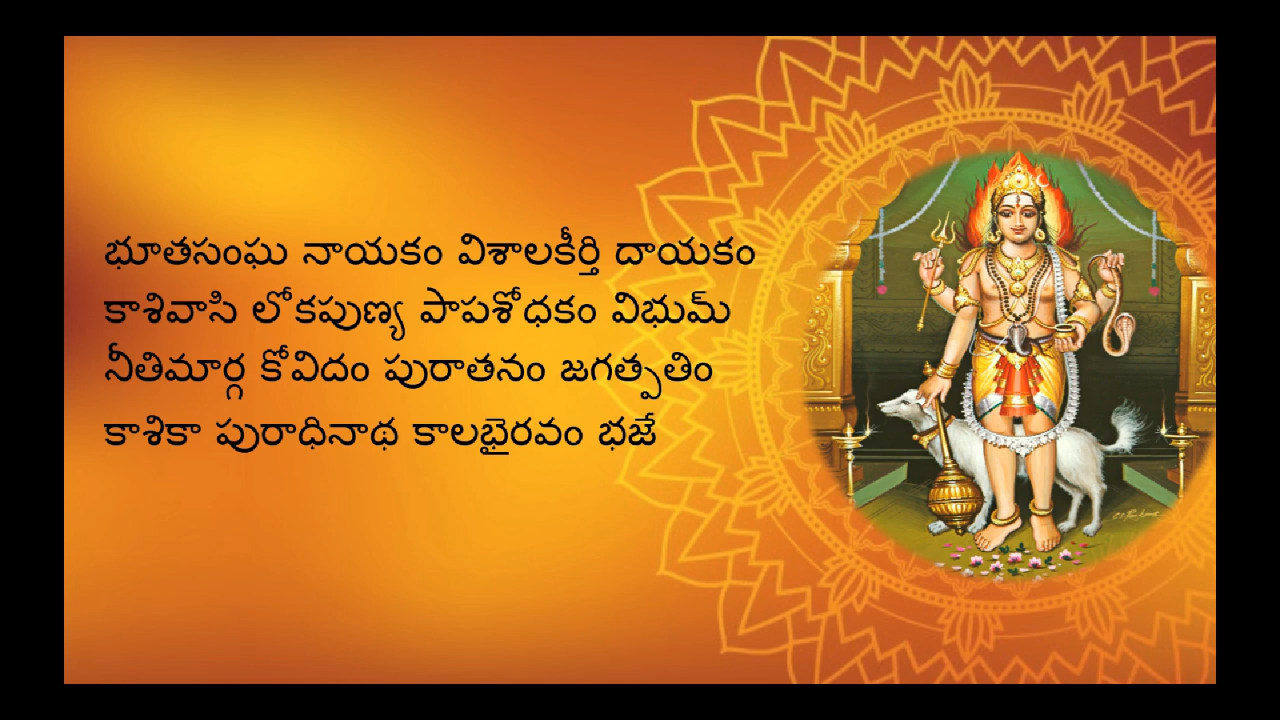 భూతసంఘ నాయకం విశాలకీర్తి దాయకం
కాశివాసి లోకపుణ్య పాపశోధకం విభుమ్
నీతిమార్గ కోవిదం పురాతనం జగత్పతిం
కాశికా పురాధినాథ కాలభైరవం భజే